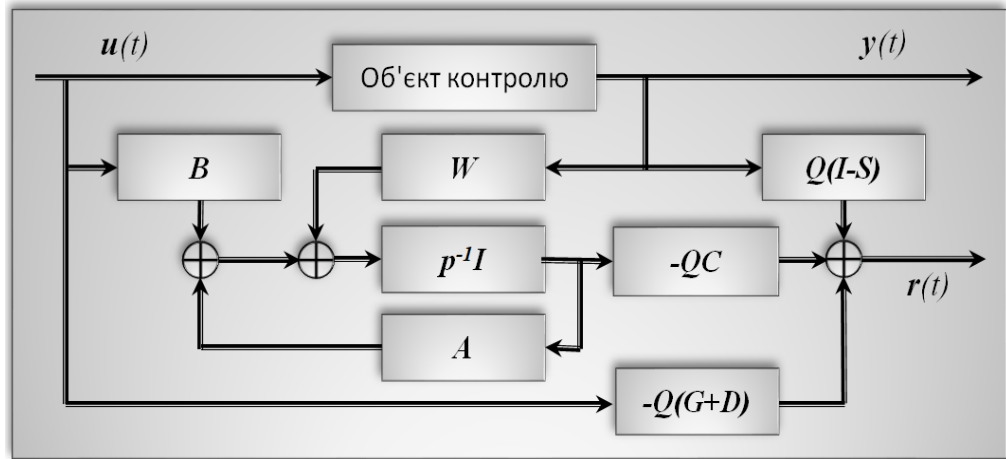 u(t)
y(t)
Об'єкт контролю
B
W
Q(I-S)
p⁻¹I
-QC
r(t)
A
-Q(G+D)